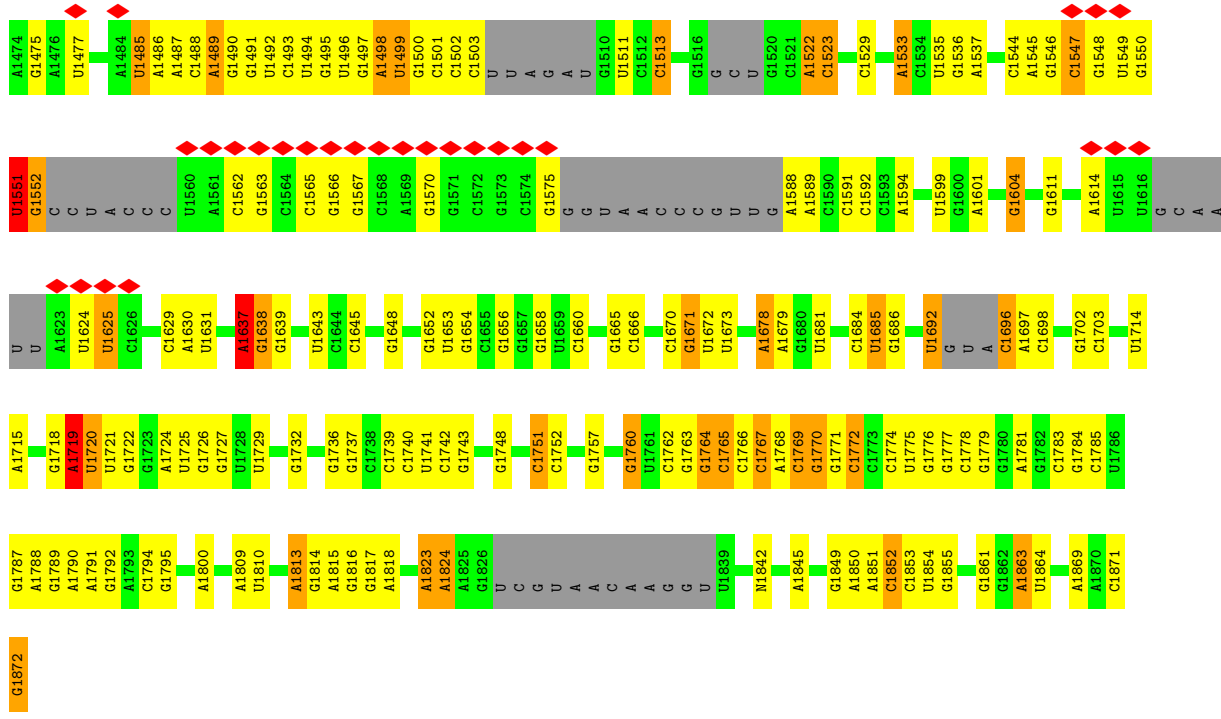 A1474 G1475 A1476 U1477 A1484 U1485 A1486 A1487 C1488 A1489 G1490 G1491 U1492 C1493 U1494 G1495 U1496 G1497 A1498 U1499 G1500 C1501 C1502 C1503 U U A G A U G1510 U1511 C1512 C1513 G1516 G C U G1520 C1521 A1522 C1523 C1529 A1533 C1534 U1535 G1536 A1537 C1544 A1545 G1546 C1547 G1548 U1549 G1550
U1551 G1552 C C U A C C C U1560 A1561 C1562 G1563 C1564 C1565 G1566 G1567 C1568 A1569 G1570 G1571 C1572 G1573 C1574 G1575 G G U A A C C C G U U G A1588 A1589 C1590 C1591 C1592 C1593 A1594 U1599 G1600 A1601 G1604 G1611 A1614 U1615 U1616 G C A A
U U A1623 U1624 U1625 C1626 C1629 A1630 U1631 A1637 G1638 G1639 U1643 C1644 C1645 G1648 G1652 U1653 G1654 C1655 G1656 G1657 G1658 U1659 C1660 G1665 C1666 C1670 G1671 U1672 U1673 A1678 A1679 G1680 U1681 C1684 U1685 G1686 U1692 G U A C1696 A1697 C1698 G1702 C1703 U1714
A1715 G1718 A1719 U1720 U1721 G1722 G1723 A1724 U1725 G1726 G1727 U1728 U1729 G1732 G1736 G1737 C1738 C1739 C1740 U1741 C1742 G1743 G1748 C1751 C1752 G1757 G1760 U1761 C1762 G1763 G1764 C1765 C1766 C1767 A1768 C1769 G1770 G1771 C1772 C1773 C1774 U1775 G1776 G1777 C1778 G1779 G1780 A1781 G1782 C1783 G1784 C1785 U1786
G1787 A1788 G1789 A1790 A1791 G1792 A1793 C1794 G1795 A1800 A1809 U1810 A1813 G1814 A1815 G1816 G1817 A1818 A1823 A1824 A1825 G1826 U C G U A A C A A G G U U1839 N1842 A1845 G1849 A1850 A1851 C1852 C1853 U1854 G1855 G1861 G1862 A1863 U1864 A1869 A1870 C1871
G1872